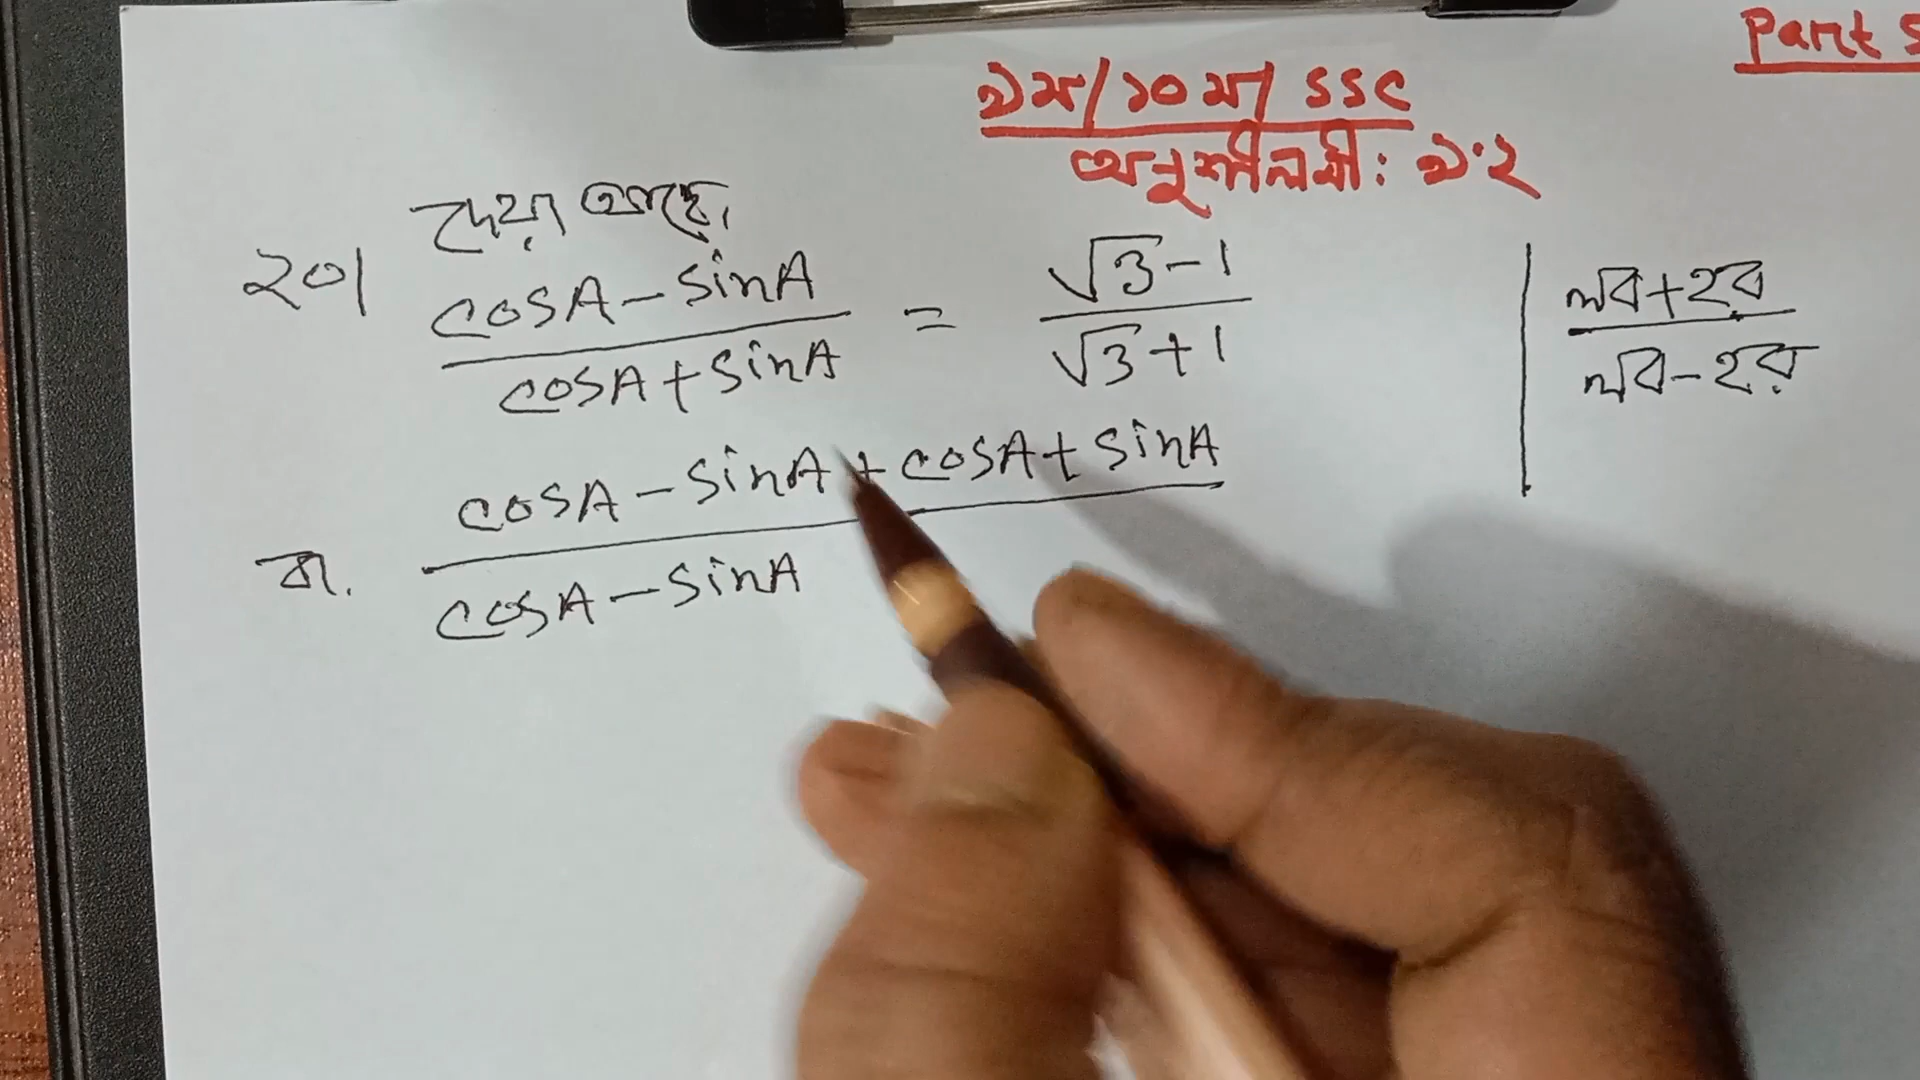 Part 5
৯ম/১০ম/SSC
অনুশীলনী: ৯.২
দেয়া আছে,
২০। (cosA - sinA)/(cosA + sinA) = (√3 - 1)/(√3 + 1)
লব+হর
লব-হর
বা. cosA - sinA + cosA + sinA
cosA - sinA